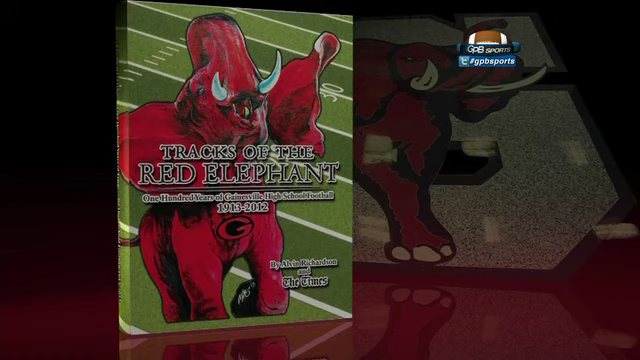 GPB SPORTS
#gpbsports
TRACKS OF THE
RED ELEPHANT
One Hundred Years of Gainesville High School Football
1913-2012
By Alvin Richardson
and
The Times
G